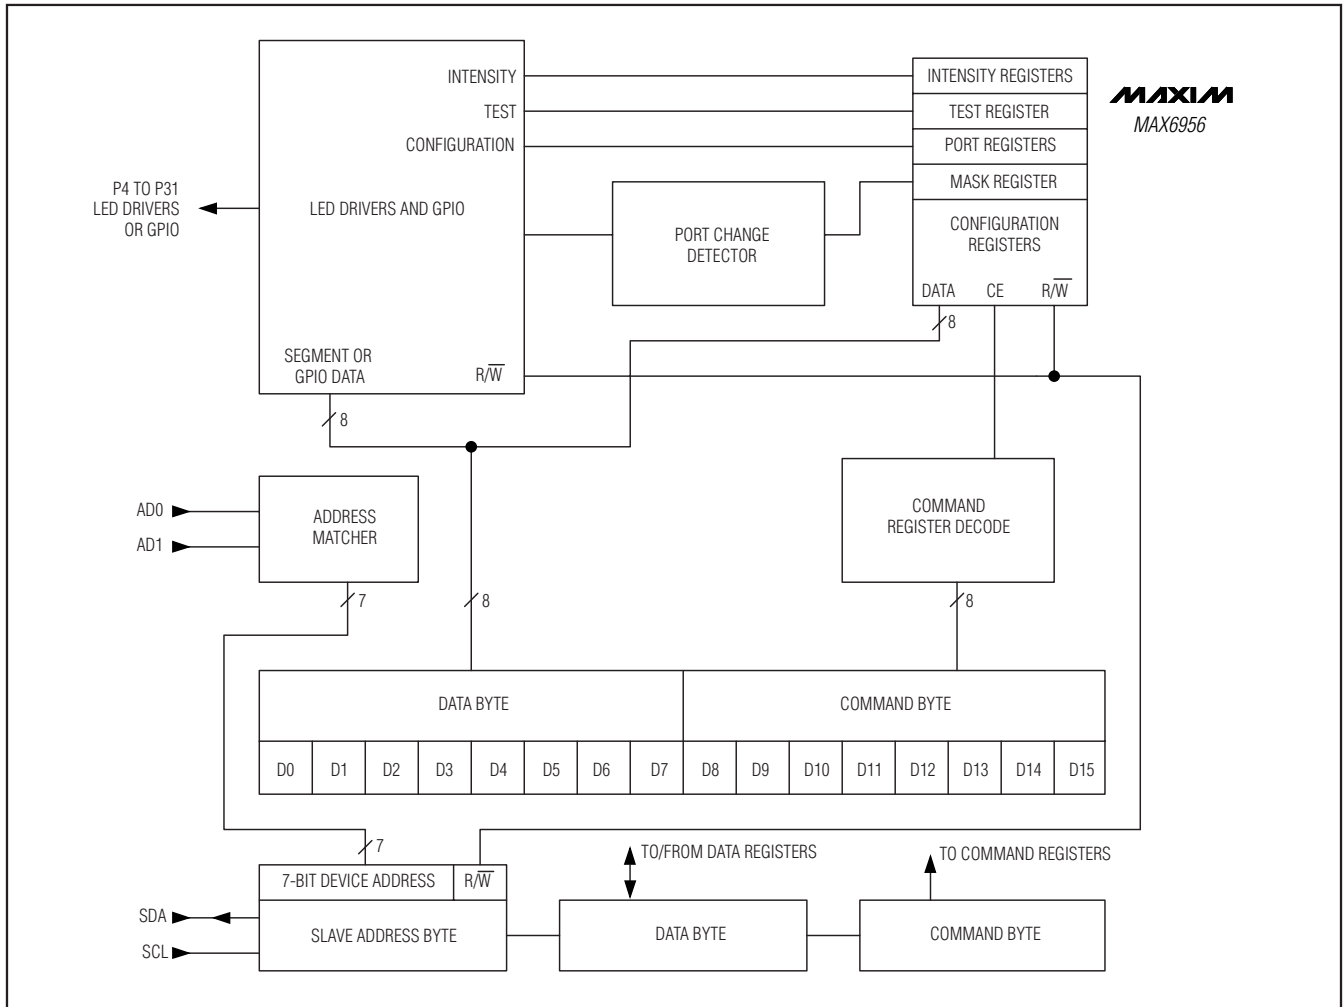 INTENSITY
TEST
CONFIGURATION
P4 TO P31
LED DRIVERS
OR GPIO
LED DRIVERS AND GPIO
SEGMENT OR
GPIO DATA
R/W̅
8
PORT CHANGE
DETECTOR
INTENSITY REGISTERS
TEST REGISTER
PORT REGISTERS
MASK REGISTER
CONFIGURATION
REGISTERS
DATA CE R/W̅
8
MAXIM
MAX6956
AD0
AD1
ADDRESS
MATCHER
7
8
COMMAND
REGISTER DECODE
8
DATA BYTE COMMAND BYTE
D0 D1 D2 D3 D4 D5 D6 D7 D8 D9 D10 D11 D12 D13 D14 D15
7
7-BIT DEVICE ADDRESS R/W̅
SDA
SCL
SLAVE ADDRESS BYTE
TO/FROM DATA REGISTERS
DATA BYTE
TO COMMAND REGISTERS
COMMAND BYTE